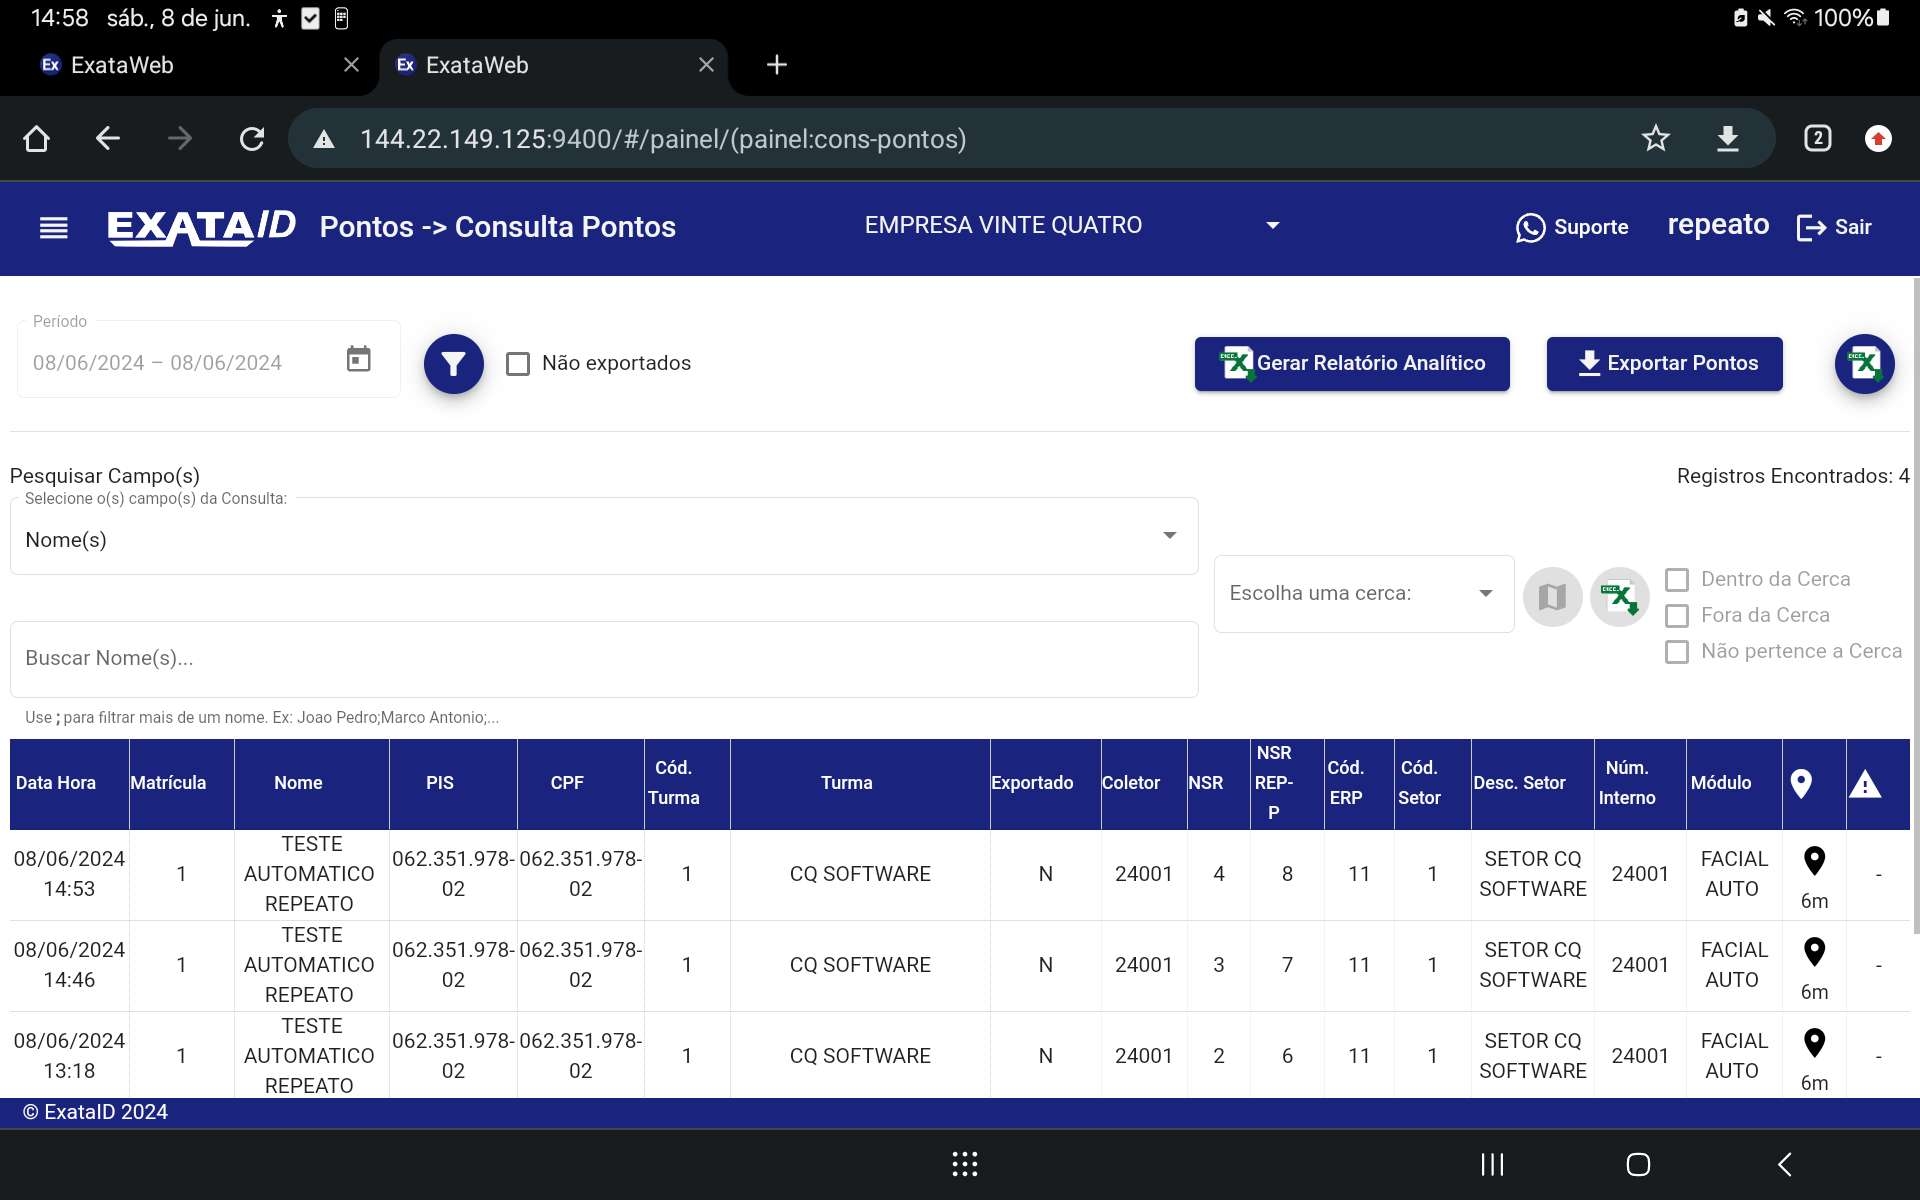 14:58 sáb., 8 de jun. 100%
Ex ExataWeb Ex ExataWeb
144.22.149.125:9400/#/painel/(painel:cons-pontos) 2
EXATA/ID Pontos -> Consulta Pontos EMPRESA VINTE QUATRO Suporte repeato Sair
Período
08/06/2024 – 08/06/2024 Não exportados Gerar Relatório Analítico Exportar Pontos
Pesquisar Campo(s) Registros Encontrados: 4
Selecione o(s) campo(s) da Consulta:
Nome(s)
Escolha uma cerca: Dentro da Cerca
Fora da Cerca
Não pertence a Cerca
Buscar Nome(s)...
Use ; para filtrar mais de um nome. Ex: Joao Pedro;Marco Antonio;...
Data Hora Matrícula Nome PIS CPF Cód. Turma Turma Exportado Coletor NSR NSR REP-P Cód. ERP Cód. Setor Desc. Setor Núm. Interno Módulo
08/06/2024 14:53 1 TESTE AUTOMATICO REPEATO 062.351.978-02 062.351.978-02 1 CQ SOFTWARE N 24001 4 8 11 1 SETOR CQ SOFTWARE 24001 FACIAL AUTO 6m -
08/06/2024 14:46 1 TESTE AUTOMATICO REPEATO 062.351.978-02 062.351.978-02 1 CQ SOFTWARE N 24001 3 7 11 1 SETOR CQ SOFTWARE 24001 FACIAL AUTO 6m -
08/06/2024 13:18 1 TESTE AUTOMATICO REPEATO 062.351.978-02 062.351.978-02 1 CQ SOFTWARE N 24001 2 6 11 1 SETOR CQ SOFTWARE 24001 FACIAL AUTO 6m -
© ExataID 2024